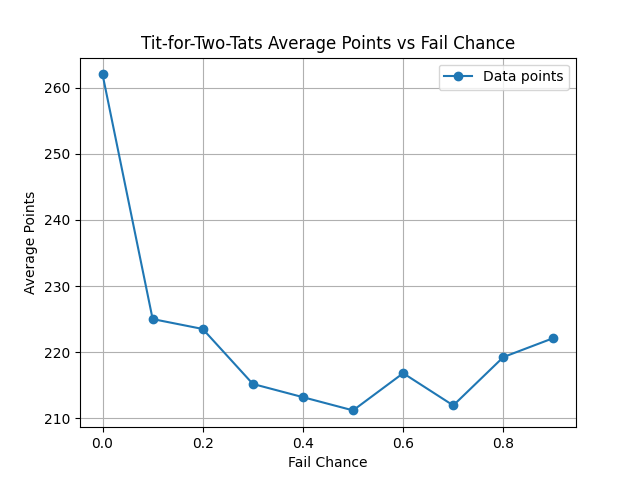 Tit-for-Two-Tats Average Points vs Fail Chance
Data points
Average Points
260
250
240
230
220
210
0.0 0.2 0.4 0.6 0.8
Fail Chance